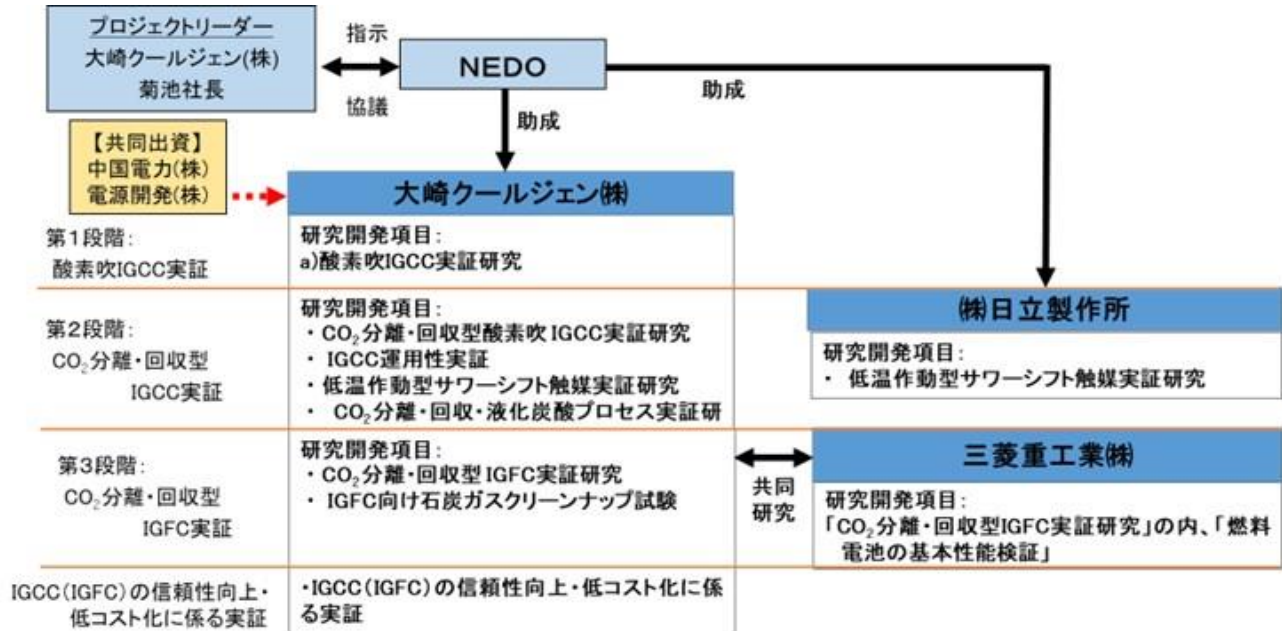 プロジェクトリーダー
大崎クールジェン(株)
菊池社長
指示
協議
NEDO
助成
助成
【共同出資】
中国電力(株)
電源開発(株)
大崎クールジェン㈱
第1段階:
酸素吹IGCC実証
研究開発項目:
a)酸素吹IGCC実証研究
第2段階:
CO₂分離・回収型
IGCC実証
研究開発項目:
・ CO₂分離・回収型酸素吹 IGCC実証研究
・ IGCC運用性実証
・ 低温作動型サワーシフト触媒実証研究
・ CO₂分離・回収・液化炭酸プロセス実証研
㈱日立製作所
研究開発項目:
・ 低温作動型サワーシフト触媒実証研究
第3段階:
CO₂分離・回収型
IGFC実証
研究開発項目:
・ CO₂分離・回収型 IGFC実証研究
・ IGFC向け石炭ガスクリーンナップ試験
共同
研究
三菱重工業㈱
研究開発項目:
「CO₂分離・回収型IGFC実証研究」の内、「燃料
電池の基本性能検証」
IGCC(IGFC)の信頼性向上・
低コスト化に係る実証
・IGCC(IGFC)の信頼性向上・低コスト化に係
る実証